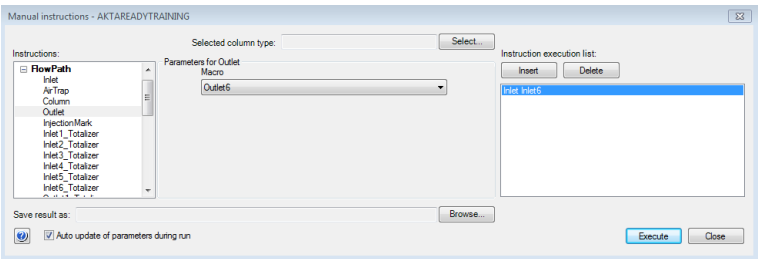 Manual instructions - AKTAREADYTRAINING
Selected column type:
Select...
Instructions:
FlowPath
Inlet
AirTrap
Column
Outlet
InjectionMark
Inlet1_Totalizer
Inlet2_Totalizer
Inlet3_Totalizer
Inlet4_Totalizer
Inlet5_Totalizer
Inlet6_Totalizer
Parameters for Outlet
Macro
Outlet6
Instruction execution list:
Insert
Delete
Inlet Inlet6
Save result as:
Browse...
Auto update of parameters during run
Execute
Close